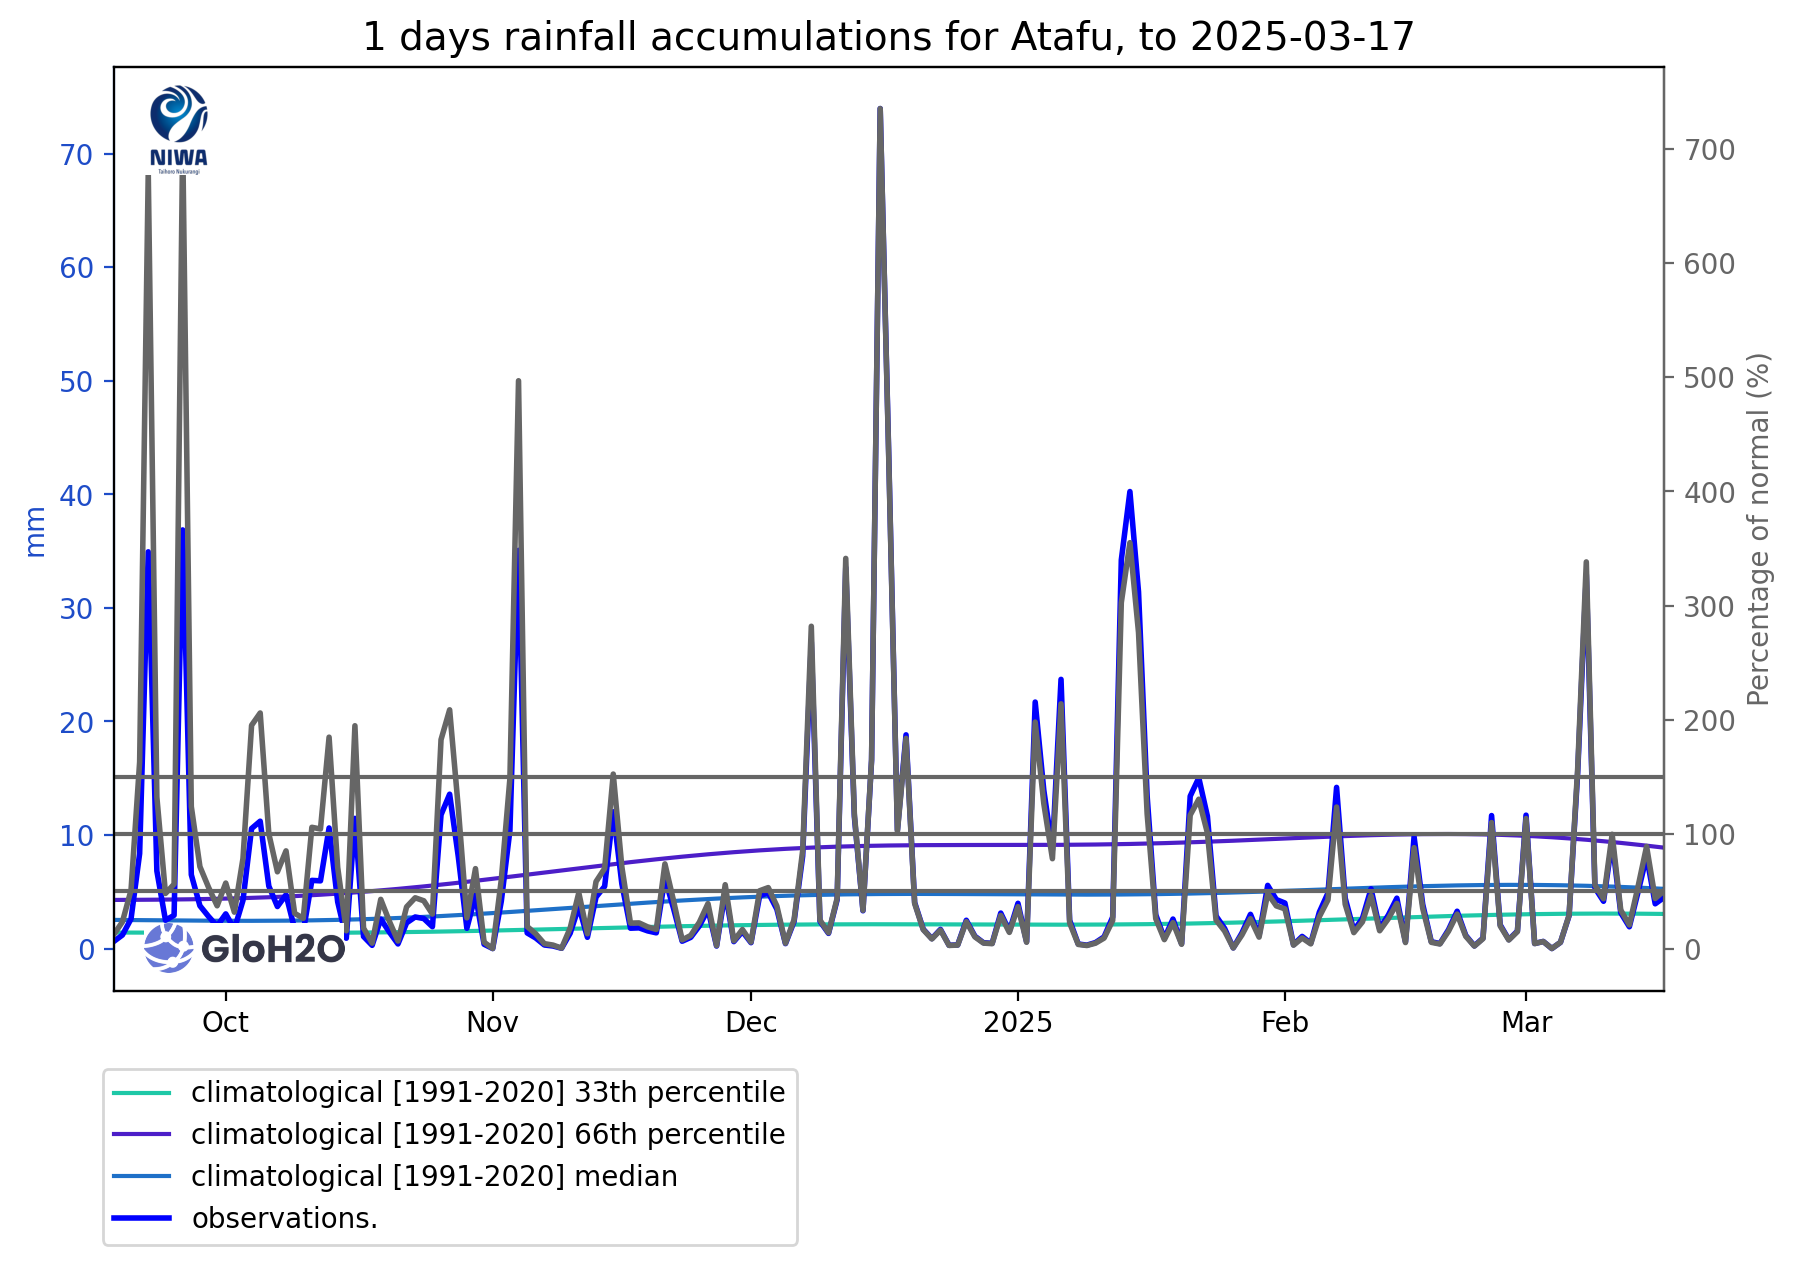 1 days rainfall accumulations for Atafu, to 2025-03-17
NIWA
Taihoro Nukurangi
70
60
50
40
30
20
10
0
mm
700
600
500
400
300
200
100
0
Percentage of normal (%)
GloH2O
Oct
Nov
Dec
2025
Feb
Mar
climatological [1991-2020] 33th percentile
climatological [1991-2020] 66th percentile
climatological [1991-2020] median
observations.